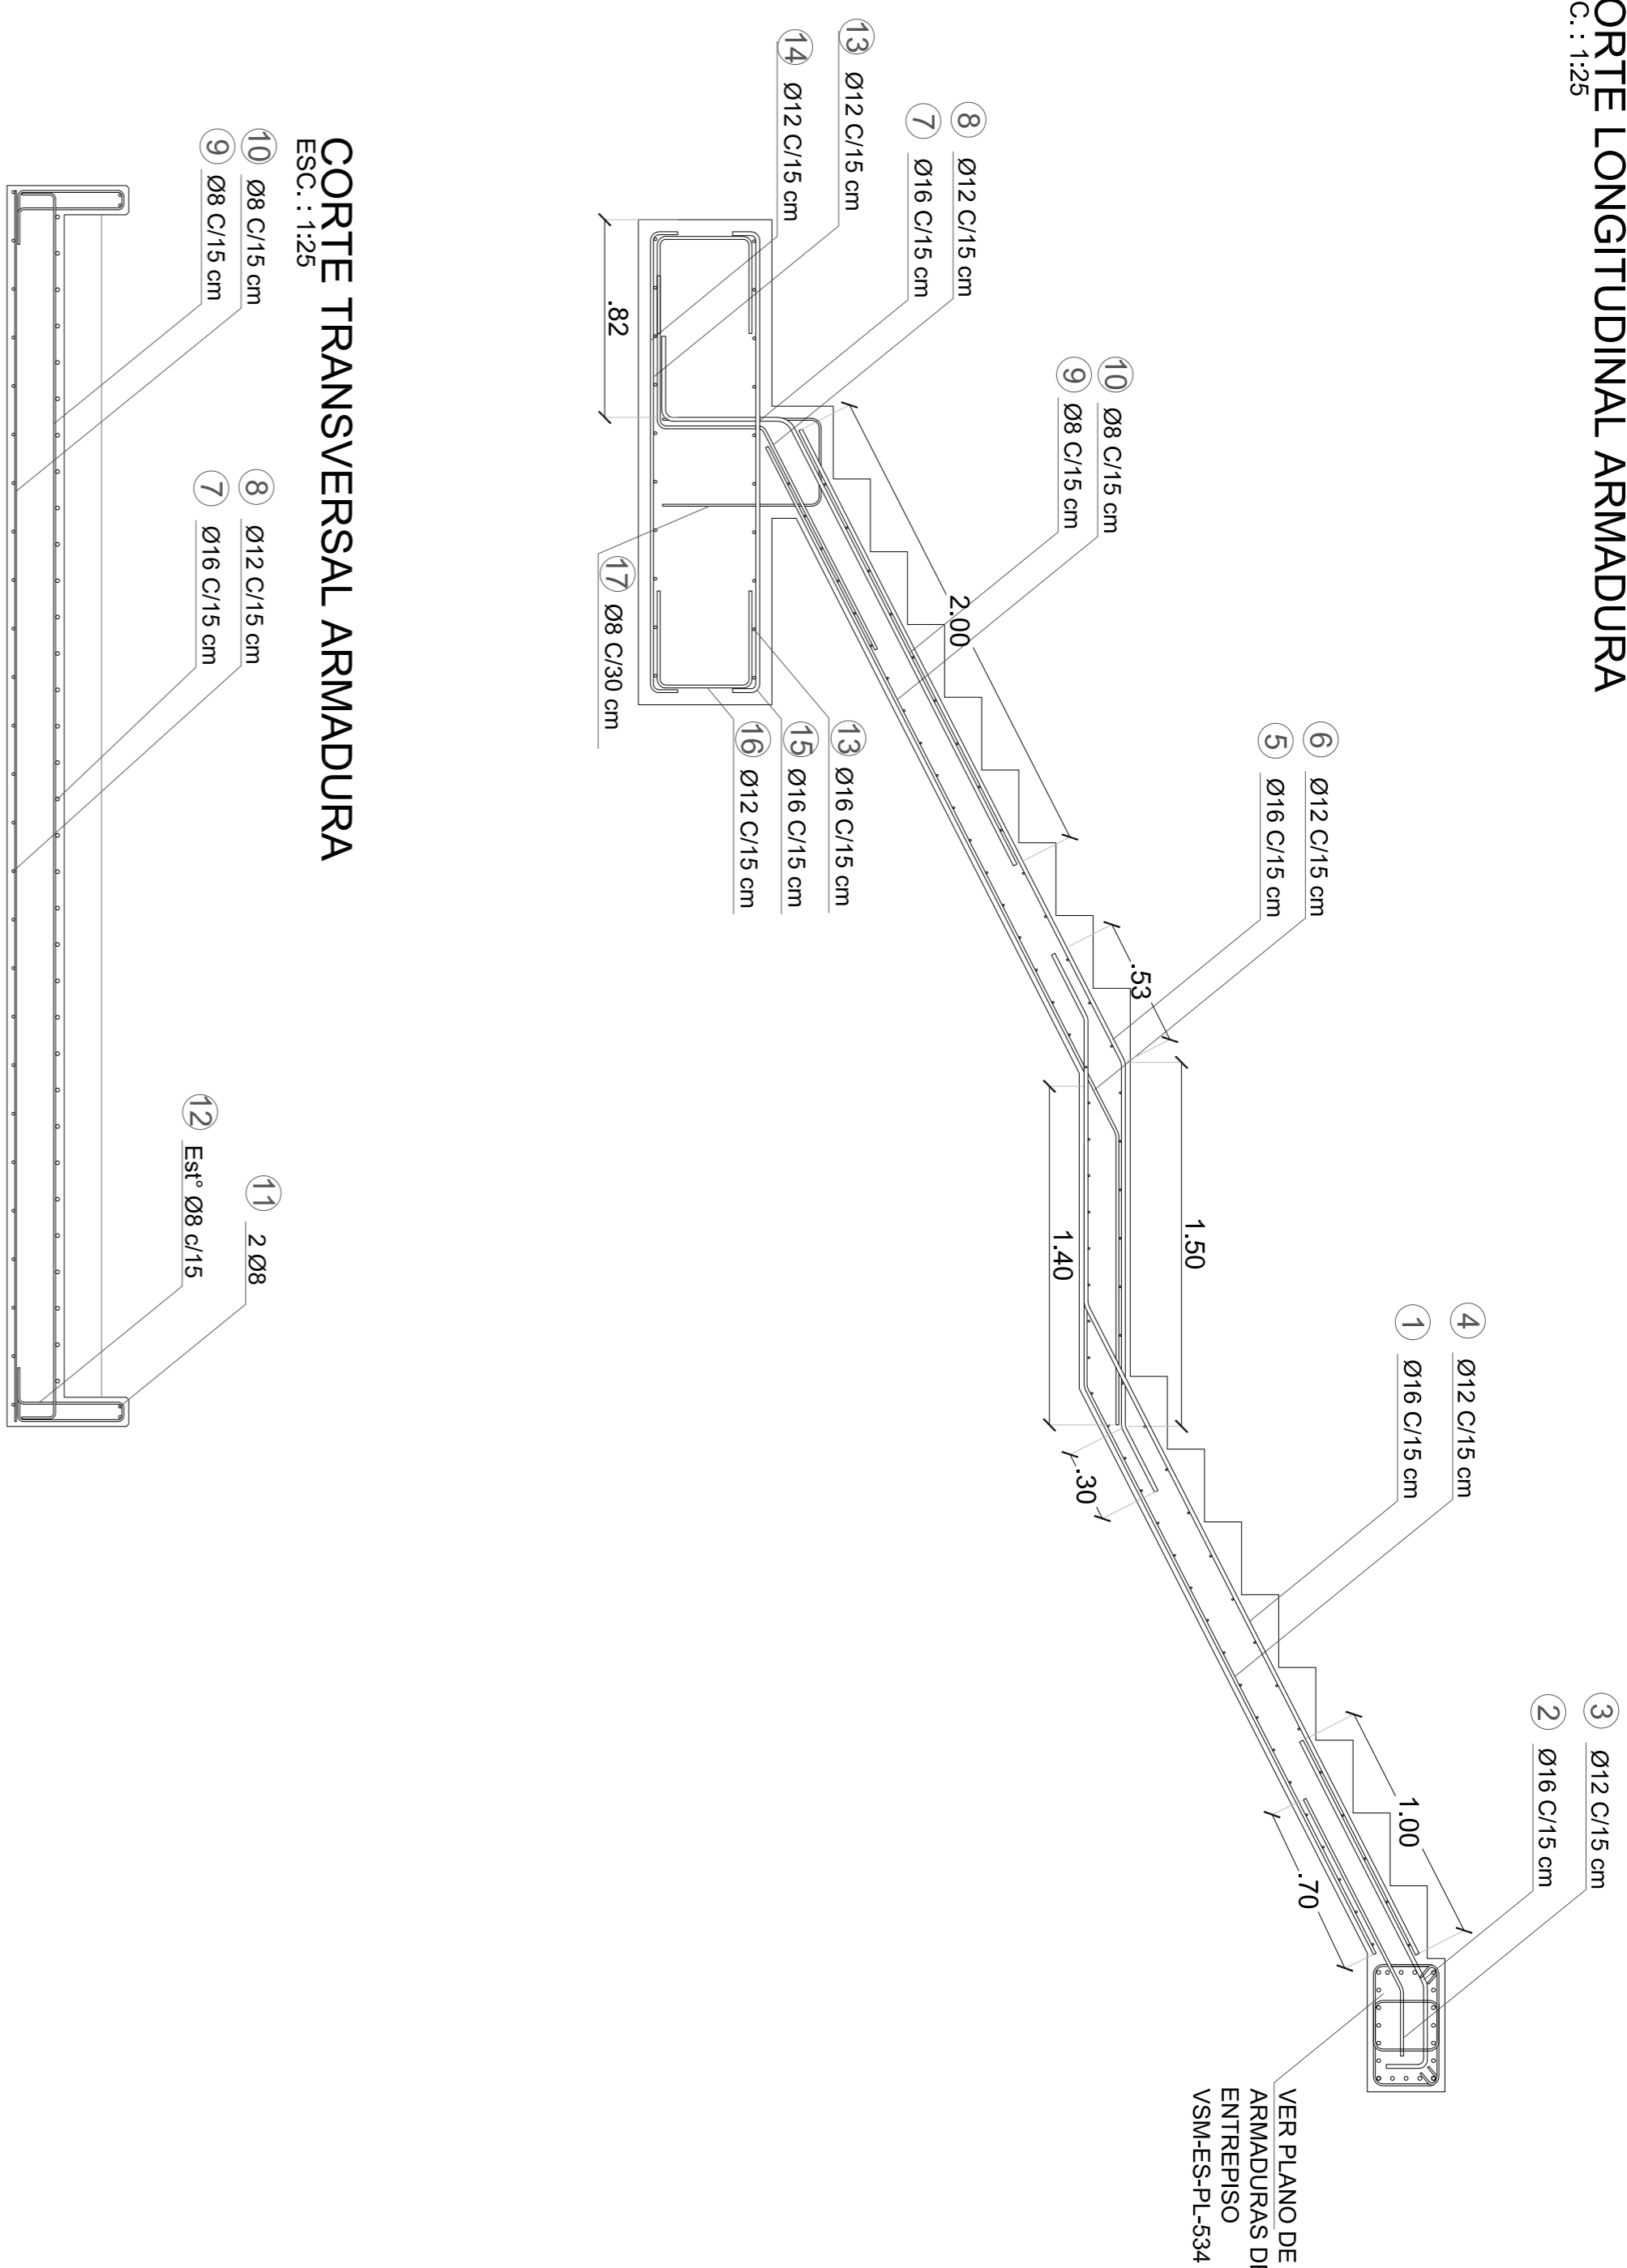 ORTE LONGITUDINAL ARMADURA
C. : 1:25
3 Ø12 C/15 cm
2 Ø16 C/15 cm
4 Ø12 C/15 cm
1 Ø16 C/15 cm
6 Ø12 C/15 cm
5 Ø16 C/15 cm
10 Ø8 C/15 cm
9 Ø8 C/15 cm
8 Ø12 C/15 cm
7 Ø16 C/15 cm
13 Ø12 C/15 cm
14 Ø12 C/15 cm
1.00
.70
1.50
1.40
.30
.53
2.00
.82
VER PLANO DE
ARMADURAS DE
ENTREPISO
VSM-ES-PL-534
13 Ø16 C/15 cm
15 Ø16 C/15 cm
16 Ø12 C/15 cm
17 Ø8 C/30 cm
CORTE TRANSVERSAL ARMADURA
ESC. : 1:25
10 Ø8 C/15 cm
9 Ø8 C/15 cm
8 Ø12 C/15 cm
7 Ø16 C/15 cm
11 2 Ø8
12 Est° Ø8 c/15